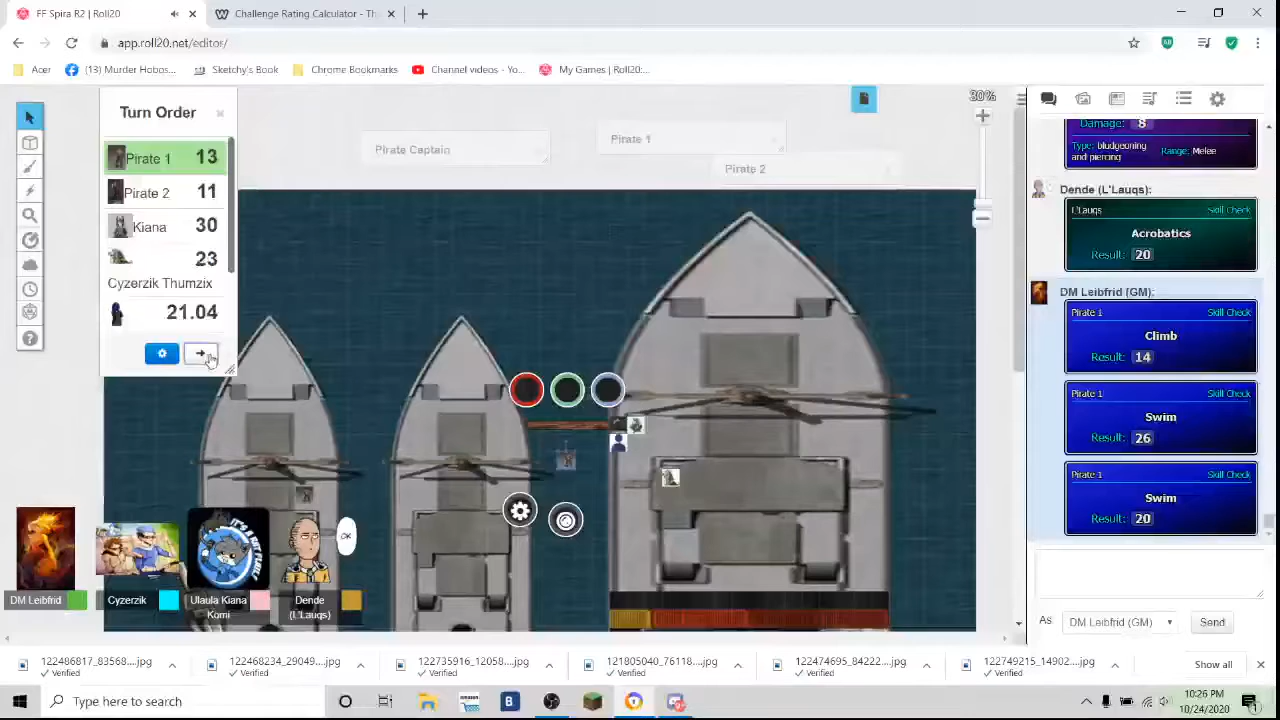 FF Spira R2 | Roll20
Challenge Rating Calculator - Th
app.roll20.net/editor/
Acer
(13) Murder Hobos...
Sketchy's Book
Chrome Bookmarks
Channel videos - Yo...
My Games | Roll20:...
Turn Order
Pirate 1 13
Pirate 2 11
Kiana 30
23
Cyzerzik Thumzix
21.04
Pirate Captain
Pirate 1
Pirate 2
30%
Damage: 8
Type: bludgeoning and piercing
Range: Melee
Dende (L'Lauqs):
L'Lauqs Skill Check
Acrobatics
Result: 20
DM Leibfrid (GM):
Pirate 1 Skill Check
Climb
Result: 14
Pirate 1 Skill Check
Swim
Result: 26
Pirate 1 Skill Check
Swim
Result: 20
IT'S A
PLANET
OK
DM Leibfrid
Cyzerzik
Ulaula Kiana Komi
Dende (L'Lauqs)
As: DM Leibfrid (GM) Send
122486817_83568....jpg
Verified
122468234_29049....jpg
Verified
122735916_12058....jpg
Verified
121805040_76118....jpg
Verified
122474695_84222....jpg
Verified
122749215_14902....jpg
Verified
Show all
Type here to search
amazon
B
10:26 PM
10/24/2020